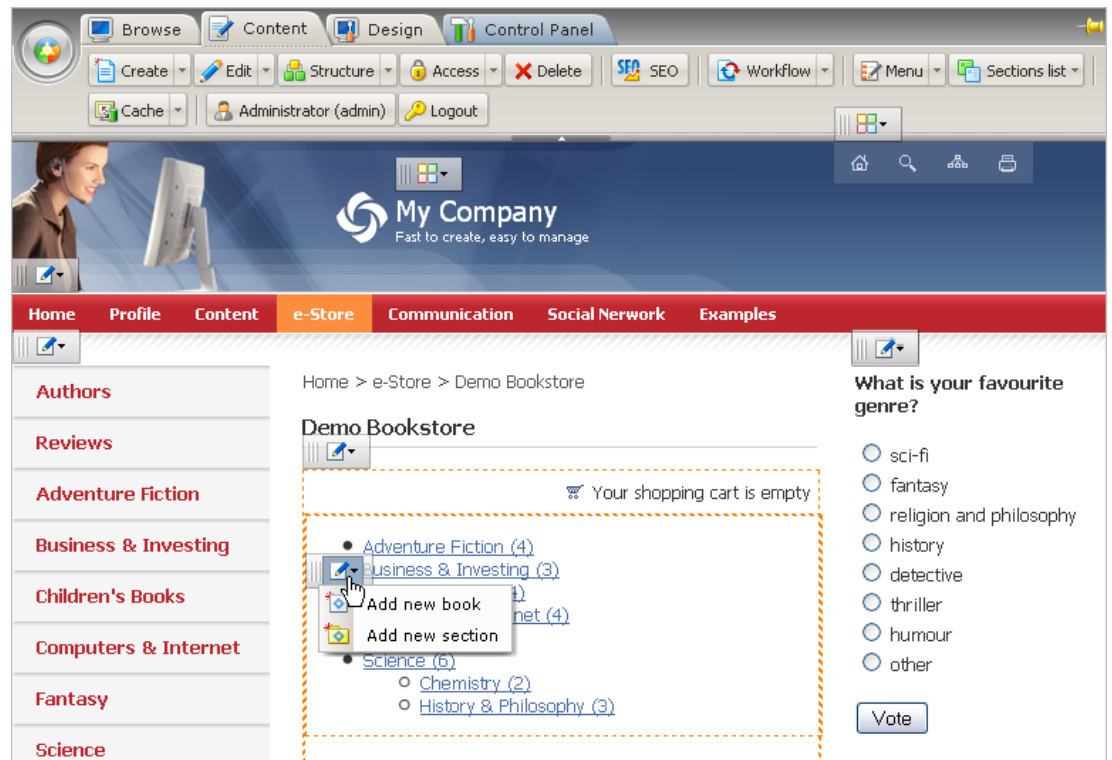 Browse Content Design Control Panel
Create Edit Structure Access Delete SEO SEO Workflow Menu Sections list
Cache Administrator (admin) Logout
My Company
Fast to create, easy to manage
Home Profile Content e-Store Communication Social Nerwork Examples
Authors
Reviews
Adventure Fiction
Business & Investing
Children's Books
Computers & Internet
Fantasy
Science
Home > e-Store > Demo Bookstore
Demo Bookstore
Your shopping cart is empty
Adventure Fiction (4)
Business & Investing (3)
4)
net (4)
Add new book
Add new section
Science (6)
Chemistry (2)
History & Philosophy (3)
What is your favourite
genre?
sci-fi
fantasy
religion and philosophy
history
detective
thriller
humour
other
Vote